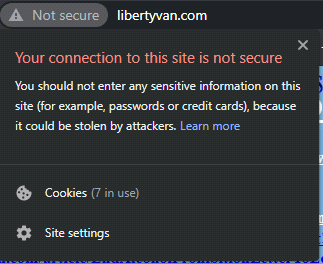 Not secure libertyvan.com
Your connection to this site is not secure
You should not enter any sensitive information on this
site (for example, passwords or credit cards), because
it could be stolen by attackers. Learn more
Cookies (7 in use)
Site settings